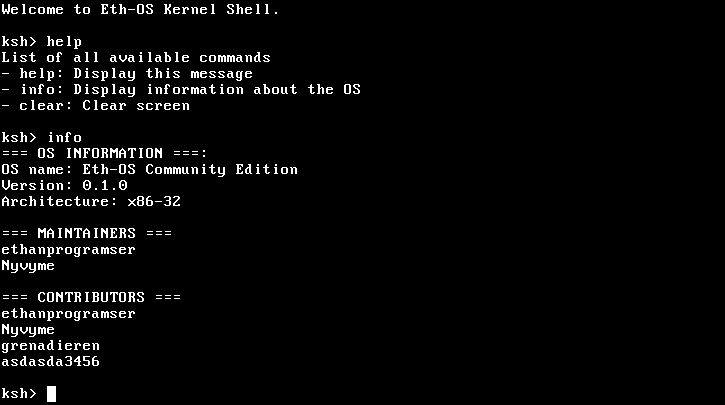 Welcome to Eth-OS Kernel Shell.
ksh> help
List of all available commands
- help: Display this message
- info: Display information about the OS
- clear: Clear screen
ksh> info
=== OS INFORMATION ===:
OS name: Eth-OS Community Edition
Version: 0.1.0
Architecture: x86-32
=== MAINTAINERS ===
ethanprogramser
Nyvyme
=== CONTRIBUTORS ===
ethanprogramser
Nyvyme
grenadieren
asdasda3456
ksh>